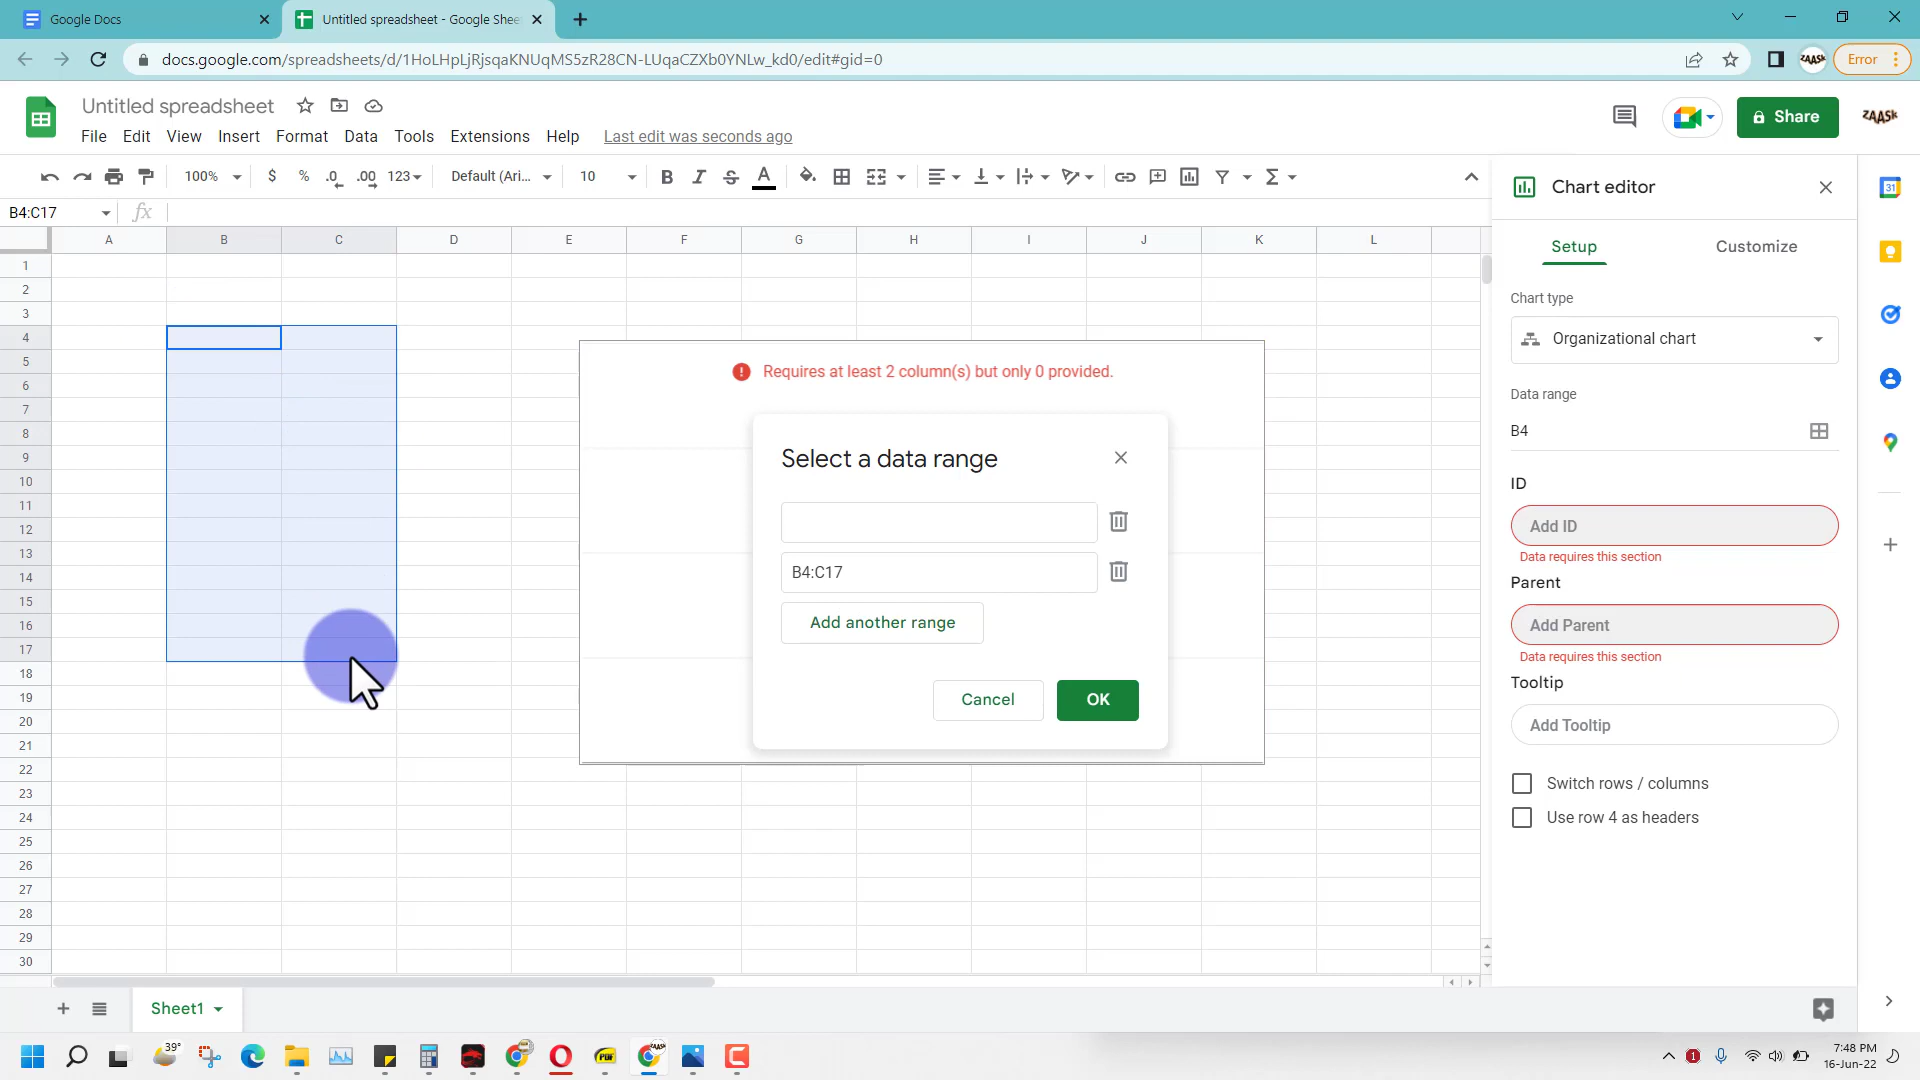 Google Docs
Untitled spreadsheet - Google Shee
docs.google.com/spreadsheets/d/1HoLHpLjRjsqaKNUqMS5zR28CN-LUqaCZXb0YNLw_kd0/edit#gid=0
ZAASK
Error
Untitled spreadsheet
File Edit View Insert Format Data Tools Extensions Help Last edit was seconds ago
Share
ZAASK
100% $ % .0 .00 123 Default (Ari... 10 B I S A
B4:C17 fx
A B C D E F G H I J K L
1
2
3
4
5
6
7
8
9
10
11
12
13
14
15
16
17
18
19
20
21
22
23
24
25
26
27
28
29
30
Requires at least 2 column(s) but only 0 provided.
Select a data range
B4:C17
Add another range
Cancel OK
Chart editor
Setup Customize
Chart type
Organizational chart
Data range
B4
ID
Add ID
Data requires this section
Parent
Add Parent
Data requires this section
Tooltip
Add Tooltip
Switch rows / columns
Use row 4 as headers
31
Sheet1
39°
PDF
ZAASK
1
7:48 PM
16-Jun-22